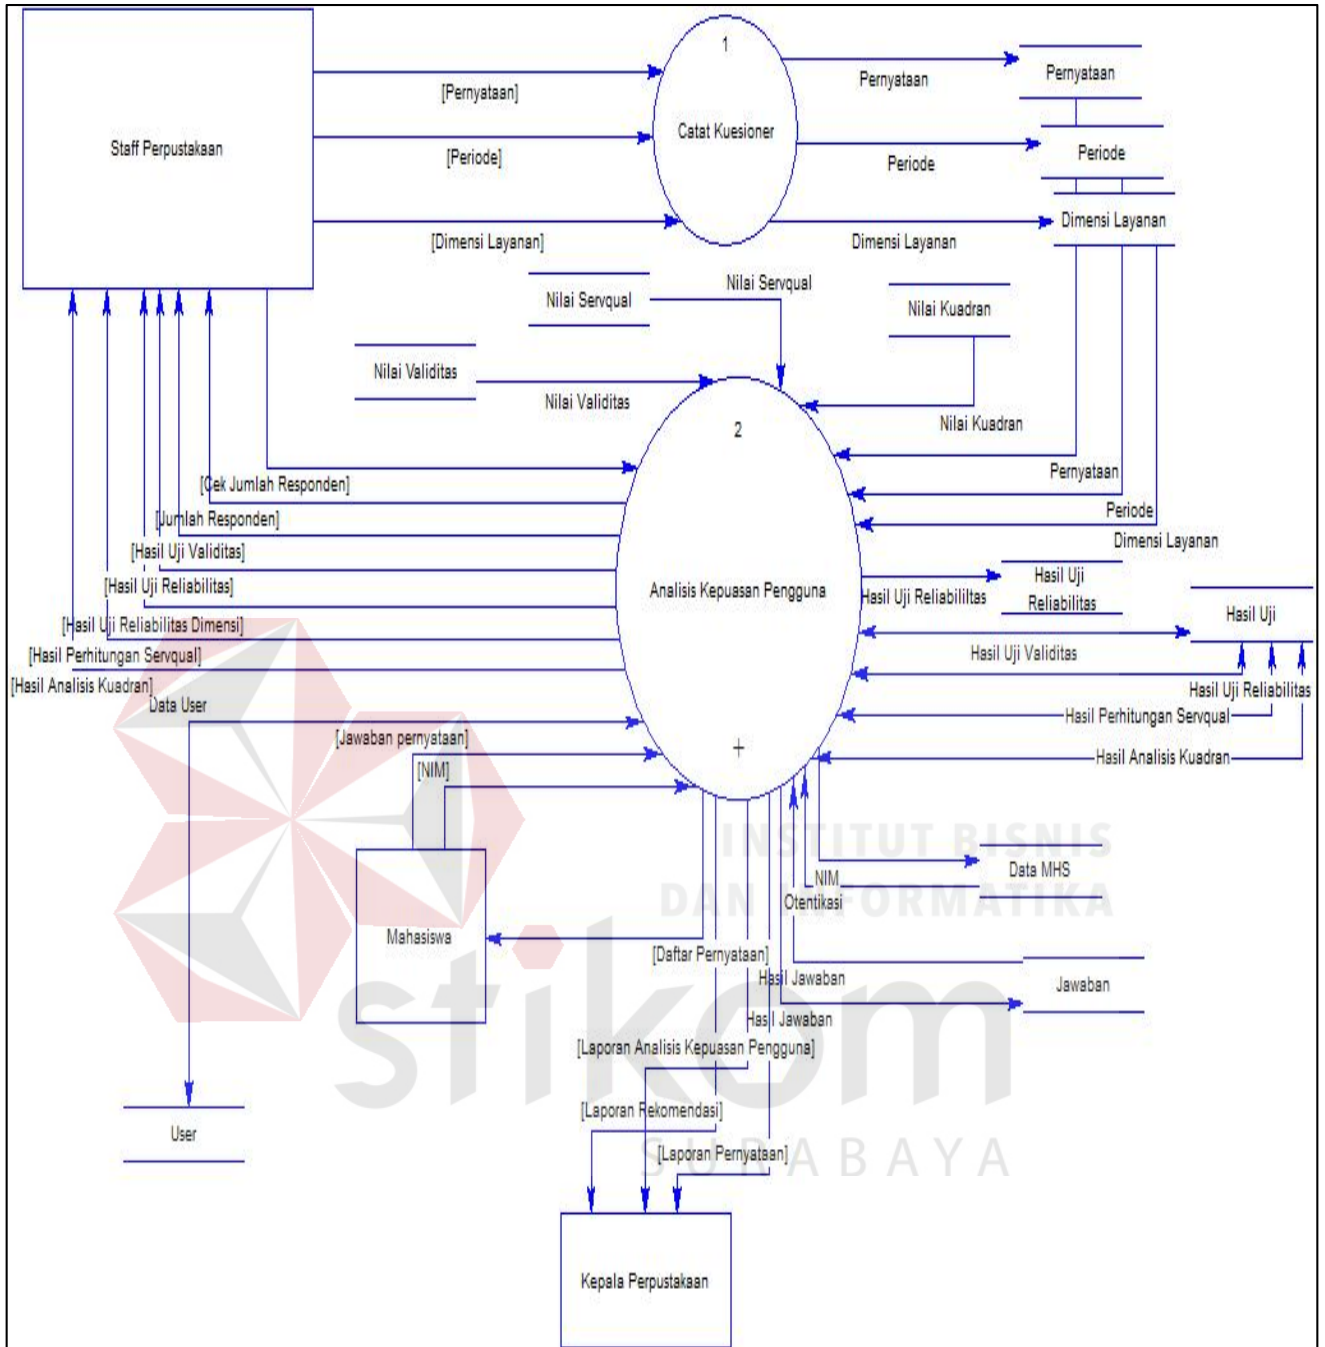 1
[Pernyataan]
Pernyataan
Pernyataan
Staff Perpustakaan
Catat Kuesioner
[Periode]
Periode
Periode
[Dimensi Layanan]
Dimensi Layanan
Dimensi Layanan
Nilai Servqual
Nilai Servqual
Nilai Kuadran
Nilai Validitas
Nilai Validitas
Nilai Kuadran
2
Pernyataan
[Cek Jumlah Responden]
Periode
[Jumlah Responden]
Dimensi Layanan
[Hasil Uji Validitas]
[Hasil Uji Reliabilitas]
Analisis Kepuasan Pengguna
Hasil Uji Reliabililtas
Hasil Uji
Reliabilitas
Hasil Uji
[Hasil Uji Reliabilitas Dimensi]
[Hasil Perhitungan Servqual]
Hasil Uji Validitas
[Hasil Analisis Kuadran]
Hasil Uji Reliabilitas
Data User
Hasil Perhitungan Servqual
[Jawaban pernyataan]
Hasil Analisis Kuadran
+
[NIM]
INSTITUT BISNIS
DAN INFORMATIKA
Data MHS
NIM
Otentikasi
Mahasiswa
[Daftar Pernyataan]
Hasil Jawaban
Jawaban
Hasil Jawaban
stikom
[Laporan Analisis Kepuasan Pengguna]
[Laporan Rekomendasi]
User
[Laporan Pernyataan]
SURABAYA
Kepala Perpustakaan